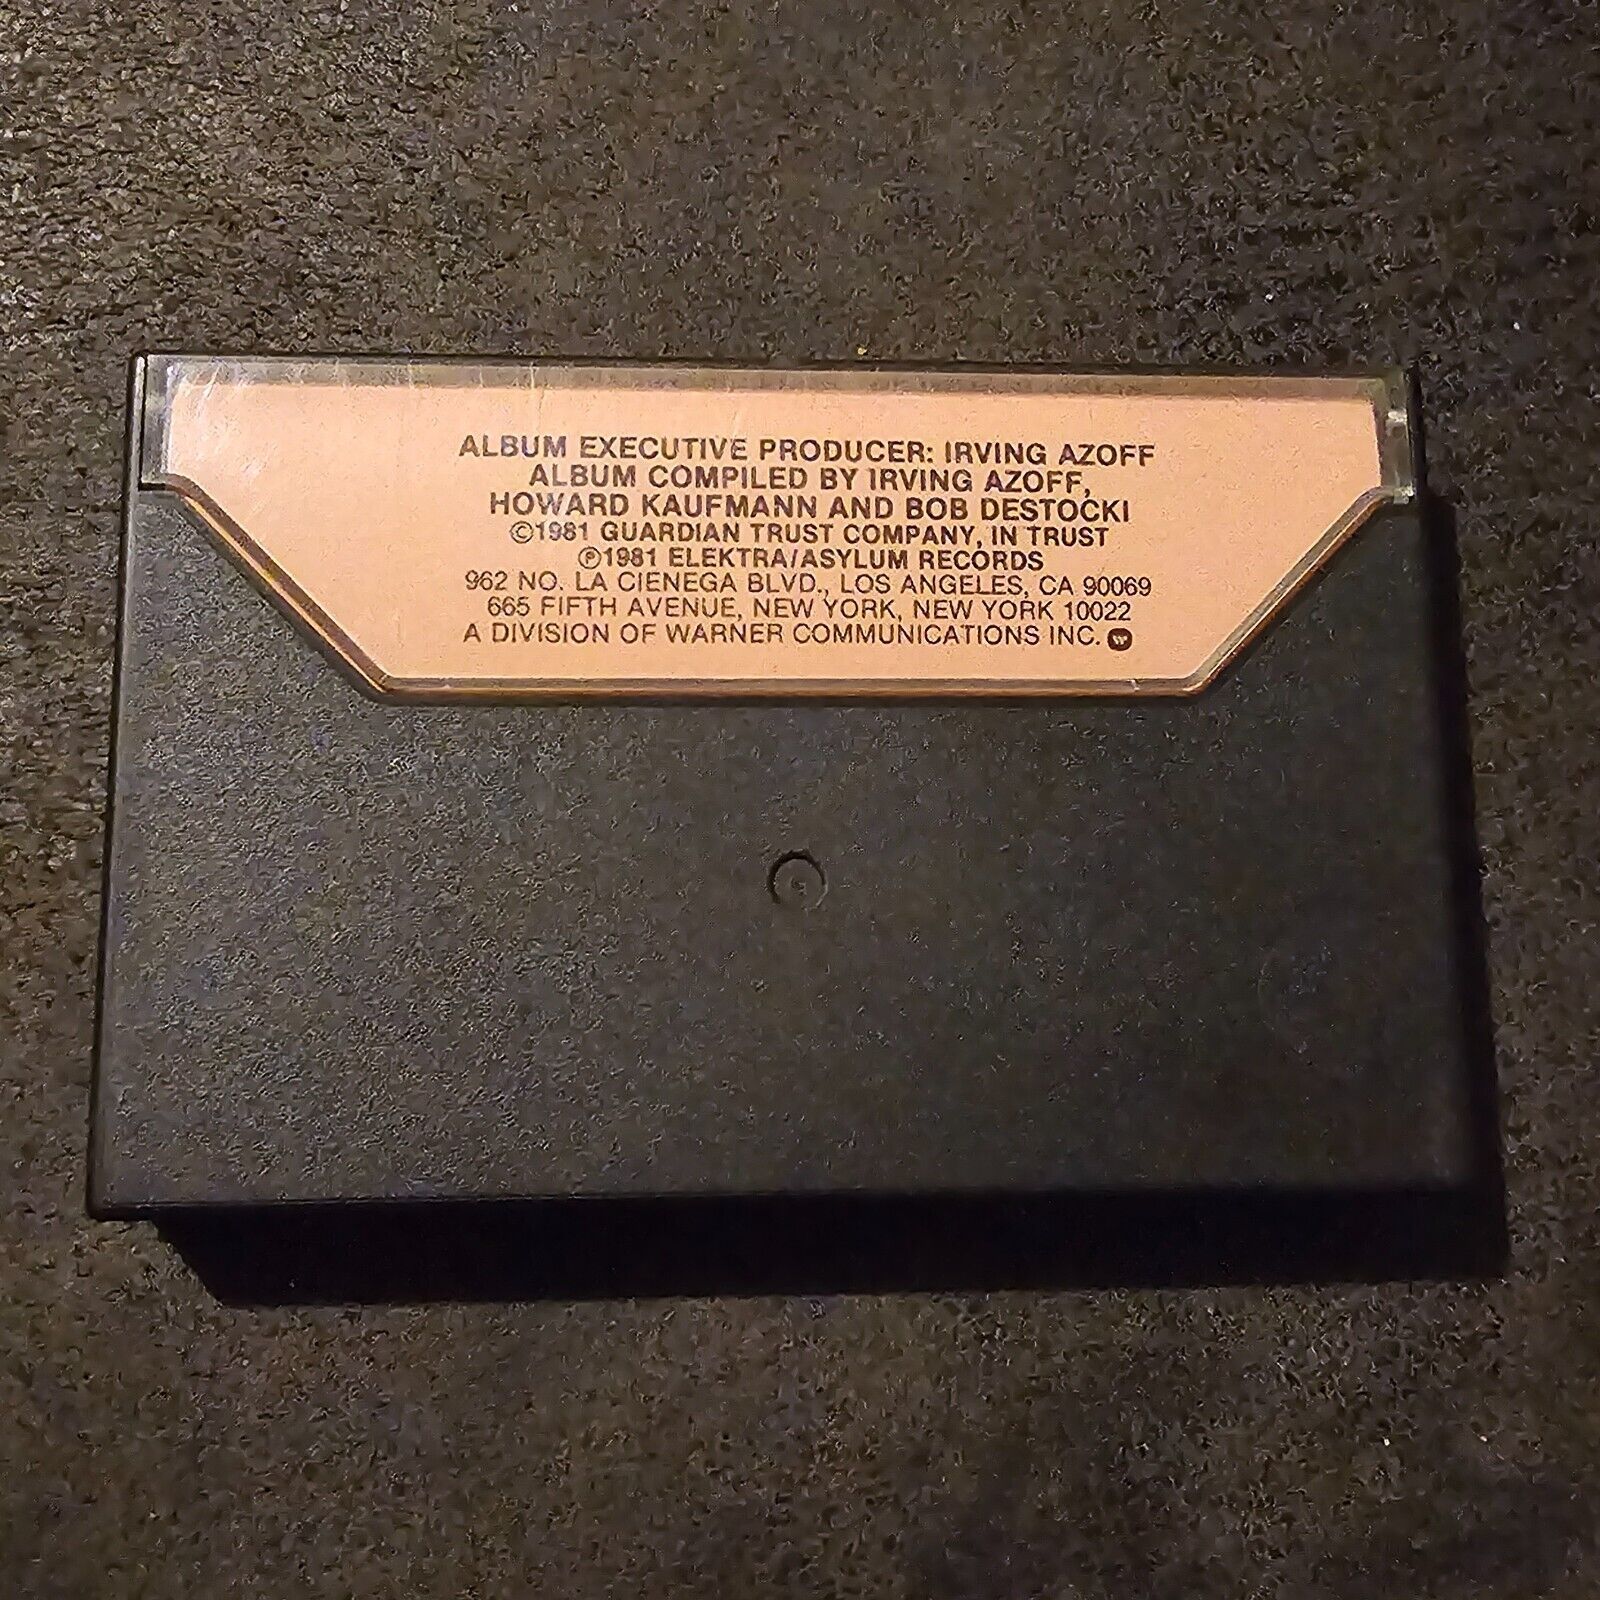 ALBUM EXECUTIVE PRODUCER: IRVING AZOFF
ALBUM COMPILED BY IRVING AZOFF,
HOWARD KAUFMANN AND BOB DESTOCKI
©1981 GUARDIAN TRUST COMPANY, IN TRUST
℗1981 ELEKTRA/ASYLUM RECORDS
962 NO. LA CIENEGA BLVD., LOS ANGELES, CA 90069
665 FIFTH AVENUE, NEW YORK, NEW YORK 10022
A DIVISION OF WARNER COMMUNICATIONS INC.